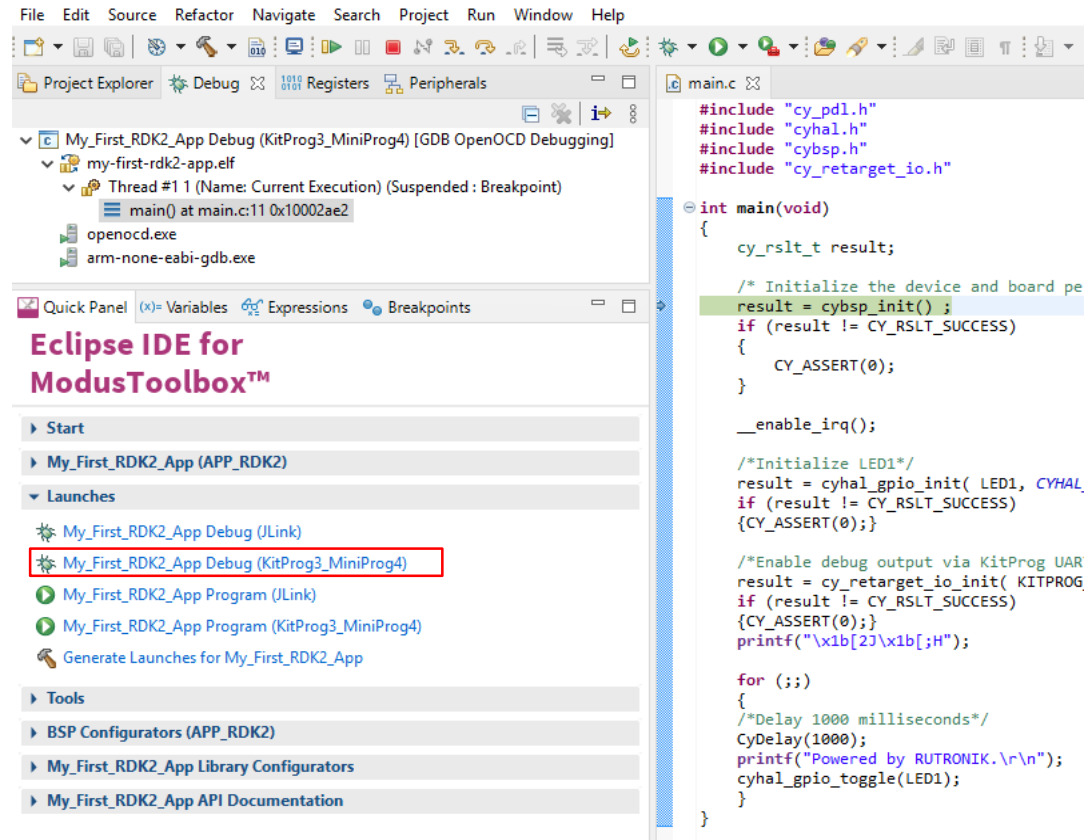 File Edit Source Refactor Navigate Search Project Run Window Help
Project Explorer Debug Registers Peripherals
My_First_RDK2_App Debug (KitProg3_MiniProg4) [GDB OpenOCD Debugging]
my-first-rdk2-app.elf
Thread #1 1 (Name: Current Execution) (Suspended : Breakpoint)
main() at main.c:11 0x10002ae2
openocd.exe
arm-none-eabi-gdb.exe
Quick Panel (x)= Variables Expressions Breakpoints
Eclipse IDE for
ModusToolbox™
Start
My_First_RDK2_App (APP_RDK2)
Launches
My_First_RDK2_App Debug (JLink)
My_First_RDK2_App Debug (KitProg3_MiniProg4)
My_First_RDK2_App Program (JLink)
My_First_RDK2_App Program (KitProg3_MiniProg4)
Generate Launches for My_First_RDK2_App
Tools
BSP Configurators (APP_RDK2)
My_First_RDK2_App Library Configurators
My_First_RDK2_App API Documentation
main.c
#include "cy_pdl.h"
#include "cyhal.h"
#include "cybsp.h"
#include "cy_retarget_io.h"
int main(void)
{
cy_rslt_t result;
/* Initialize the device and board pe
result = cybsp_init() ;
if (result != CY_RSLT_SUCCESS)
{
CY_ASSERT(0);
}
__enable_irq();
/*Initialize LED1*/
result = cyhal_gpio_init( LED1, CYHAL_
if (result != CY_RSLT_SUCCESS)
{CY_ASSERT(0);}
/*Enable debug output via KitProg UAR
result = cy_retarget_io_init( KITPROG_
if (result != CY_RSLT_SUCCESS)
{CY_ASSERT(0);}
printf("\x1b[2J\x1b[;H");
for (;;)
{
/*Delay 1000 milliseconds*/
CyDelay(1000);
printf("Powered by RUTRONIK.\r\n");
cyhal_gpio_toggle(LED1);
}
}